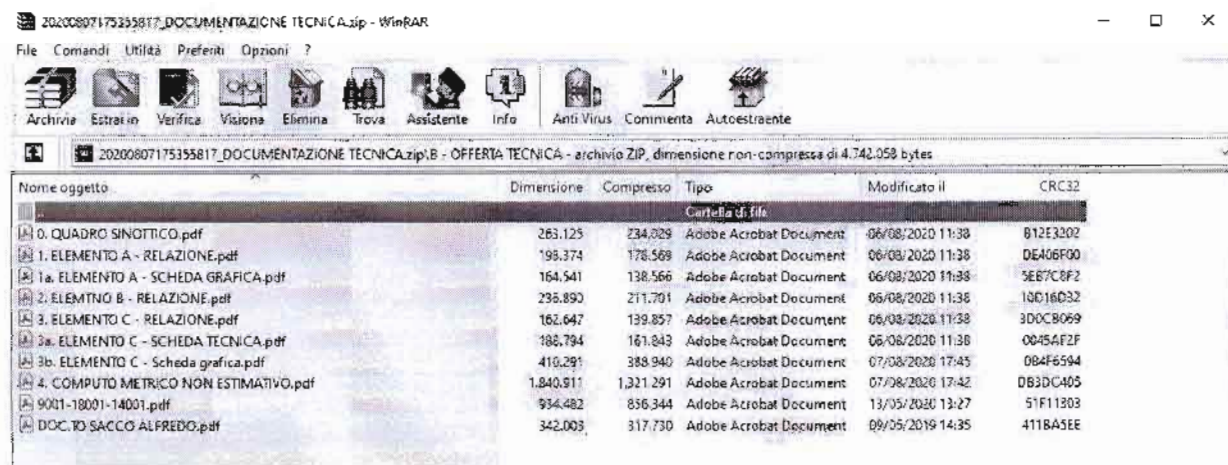 20200807175355817_DOCUMENTAZIONE TECNICA.zip - WinRAR
File Comandi Utilità Preferiti Opzioni ?
Archivia Estrai in Verifica Visiona Elimina Trova Assistente Info Anti Virus Commenta Autoestraente
20200807175355817_DOCUMENTAZIONE TECNICA.zip\B - OFFERTA TECNICA - archivio ZIP, dimensione non-compressa di 4.742.058 bytes
Nome oggetto Dimensione Compresso Tipo Modificato il CRC32
.. Cartella di file
0. QUADRO SINOTTICO.pdf 263.125 234.029 Adobe Acrobat Document 06/08/2020 11:38 B12E3202
1. ELEMENTO A - RELAZIONE.pdf 198.374 178.569 Adobe Acrobat Document 06/08/2020 11:38 DE406F00
1a. ELEMENTO A - SCHEDA GRAFICA.pdf 164.541 138.566 Adobe Acrobat Document 06/08/2020 11:38 5EB7C8F2
2. ELEMTNO B - RELAZIONE.pdf 236.890 211.701 Adobe Acrobat Document 06/08/2020 11:38 10D16D32
3. ELEMENTO C - RELAZIONE.pdf 162.647 139.857 Adobe Acrobat Document 06/08/2020 11:38 3D0CB069
3a. ELEMENTO C - SCHEDA TECNICA.pdf 188.794 161.843 Adobe Acrobat Document 06/08/2020 11:38 0045AF2F
3b. ELEMENTO C - Scheda grafica.pdf 410.291 388.940 Adobe Acrobat Document 07/08/2020 17:45 0B4F6594
4. COMPUTO METRICO NON ESTIMATIVO.pdf 1.840.911 1.321.291 Adobe Acrobat Document 07/08/2020 17:42 DB3DC405
9001-18001-14001.pdf 934.482 856.344 Adobe Acrobat Document 13/05/2020 13:27 51F11303
DOC.TO SACCO ALFREDO.pdf 342.003 317.730 Adobe Acrobat Document 09/05/2019 14:35 411BA5EE